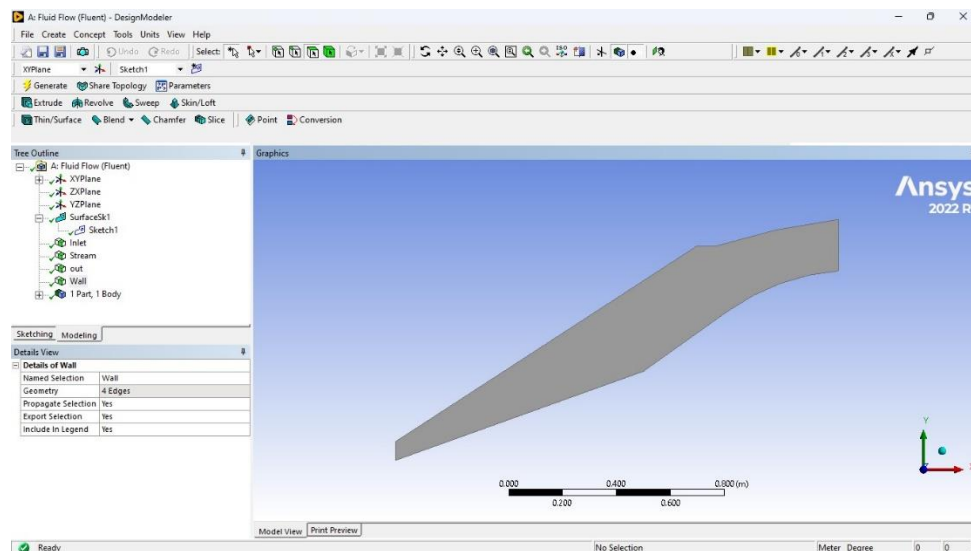 A: Fluid Flow (Fluent) - DesignModeler
File Create Concept Tools Units View Help
Undo Redo Select:
XYPlane Sketch1
Generate Share Topology Parameters
Extrude Revolve Sweep Skin/Loft
Thin/Surface Blend Chamfer Slice Point Conversion
Tree Outline
A: Fluid Flow (Fluent)
XYPlane
ZXPlane
YZPlane
SurfaceSk1
Sketch1
Inlet
Stream
out
Wall
1 Part, 1 Body
Sketching Modeling
Details View
Details of Wall
Named Selection Wall
Geometry 4 Edges
Propagate Selection Yes
Export Selection Yes
Include In Legend Yes
Graphics
Ansys
2022 R
Y
0.000 0.400 0.800 (m)
0.200 0.600
Model View Print Preview
Ready No Selection Meter Degree 0 0